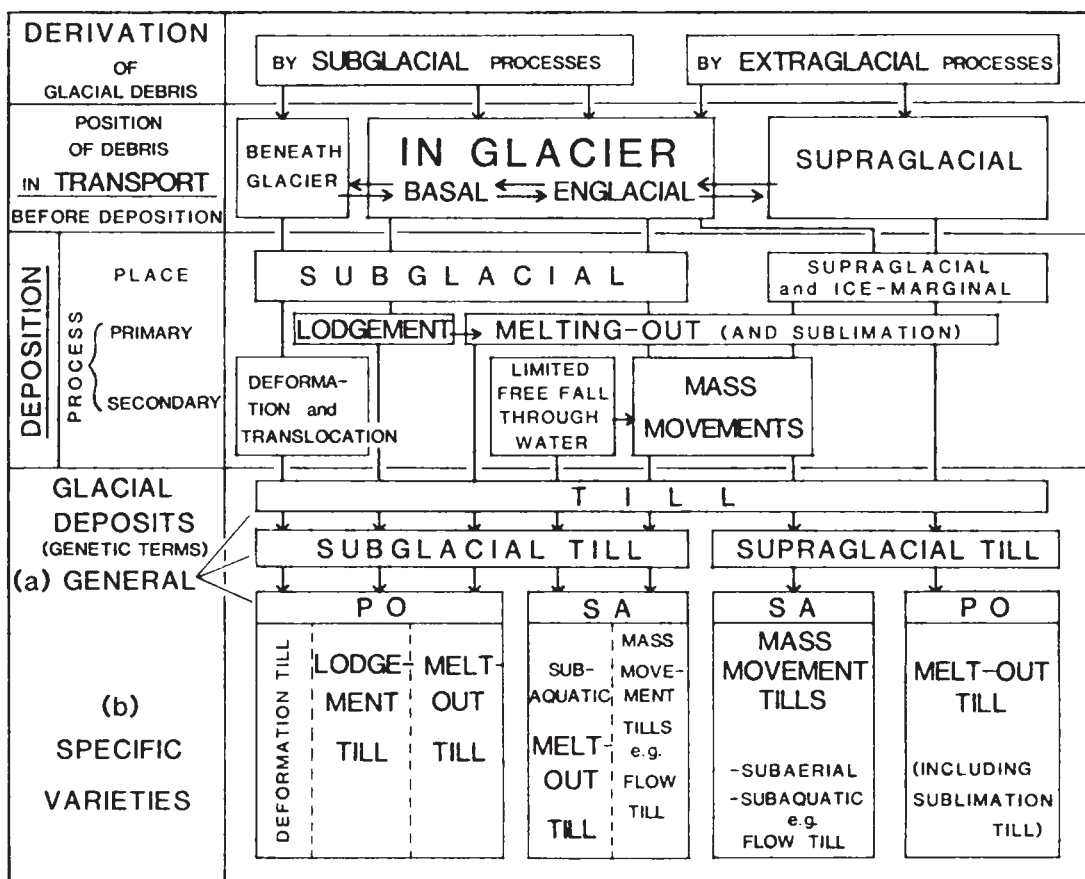 DERIVATION
OF
GLACIAL DEBRIS
BY SUBGLACIAL PROCESSES
BY EXTRAGLACIAL PROCESSES
POSITION
OF DEBRIS
IN TRANSPORT
BEFORE DEPOSITION
BENEATH
GLACIER
IN GLACIER
BASAL
ENGLACIAL
SUPRAGLACIAL
DEPOSITION
PLACE
PROCESS
PRIMARY
SECONDARY
SUBGLACIAL
SUPRAGLACIAL
and ICE-MARGINAL
LODGEMENT
MELTING-OUT (AND SUBLIMATION)
DEFORMA-
TION and
TRANSLOCATION
LIMITED
FREE FALL
THROUGH
WATER
MASS
MOVEMENTS
GLACIAL
DEPOSITS
(GENETIC TERMS)
(a) GENERAL
TILL
SUBGLACIAL TILL
SUPRAGLACIAL TILL
(b)
SPECIFIC
VARIETIES
PO
DEFORMATION TILL
LODGE-
MENT
TILL
MELT-
OUT
TILL
SA
SUB-
AQUATIC
MELT-
OUT
TILL
MASS
MOVE-
MENT
TILLS
e.g.
FLOW
TILL
SA
MASS
MOVEMENT
TILLS
-SUBAERIAL
-SUBAQUATIC
e.g.
FLOW TILL
PO
MELT-OUT
TILL
(INCLUDING
SUBLIMATION
TILL)